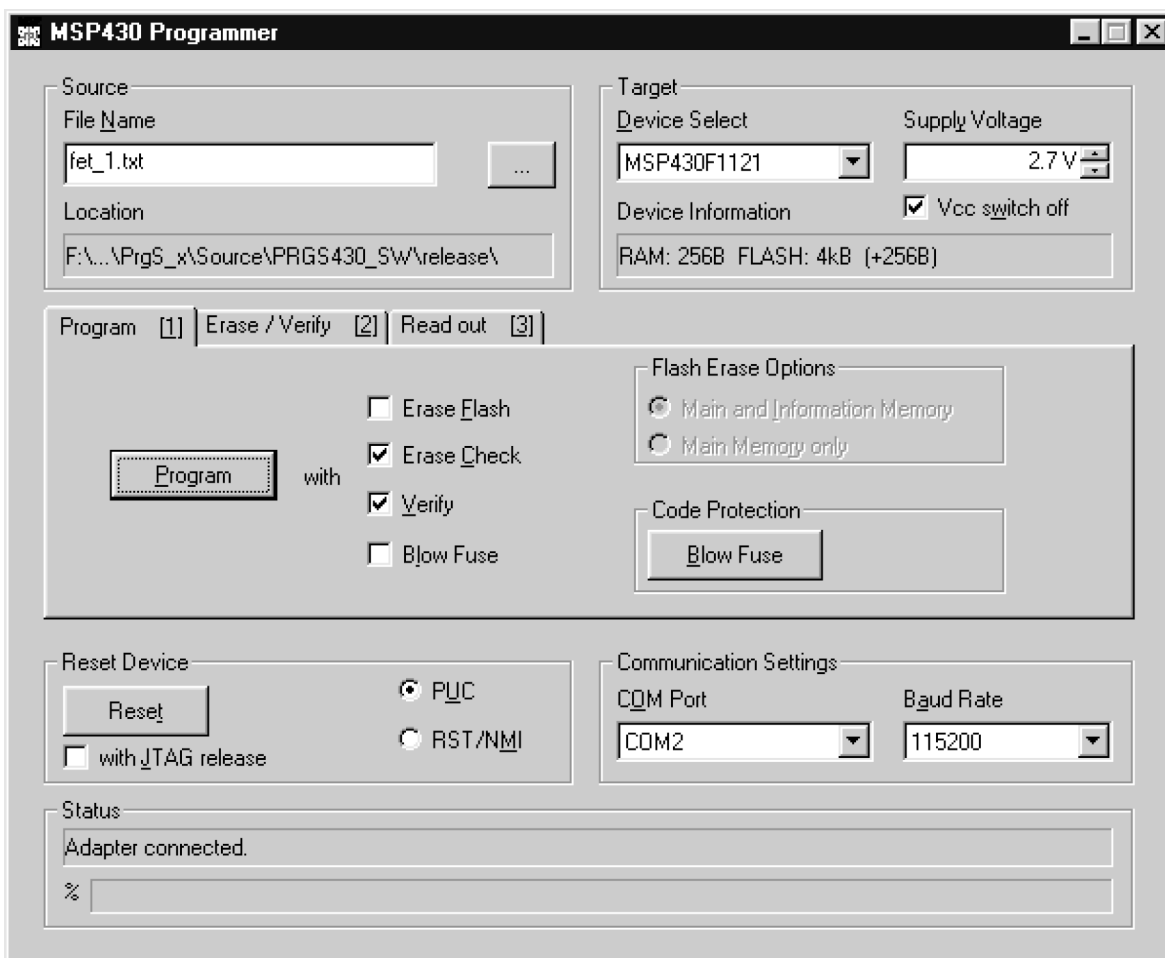 MSP430 Programmer
Source
File Name
fet_1.txt
...
Location
F:\...\PrgS_x\Source\PRGS430_SW\release\
Target
Device Select
Supply Voltage
MSP430F1121
2.7 V
Device Information
Vcc switch off
RAM: 256B FLASH: 4kB (+256B)
Program [1]
Erase / Verify [2]
Read out [3]
Program
with
Erase Flash
Erase Check
Verify
Blow Fuse
Flash Erase Options
Main and Information Memory
Main Memory only
Code Protection
Blow Fuse
Reset Device
Reset
with JTAG release
PUC
RST/NMI
Communication Settings
COM Port
Baud Rate
COM2
115200
Status
Adapter connected.
%